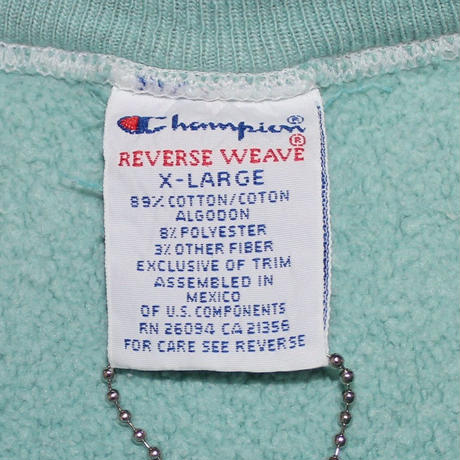 Champion®
REVERSE WEAVE®
X-LARGE
89% COTTON/COTON
ALGODON
8% POLYESTER
3% OTHER FIBER
EXCLUSIVE OF TRIM
ASSEMBLED IN
MEXICO
OF U.S. COMPONENTS
RN 26094 CA 21356
FOR CARE SEE REVERSE